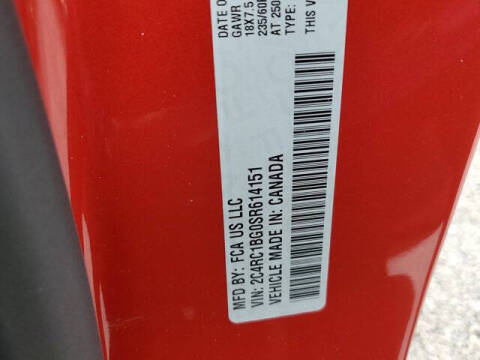 MFD BY: FCA US LLC
VIN: 2C4RC1BG0SR614151
VEHICLE MADE IN: CANADA
DATE O
GAWR
18X7.5
235/60
AT 250
TYPE:
THIS V